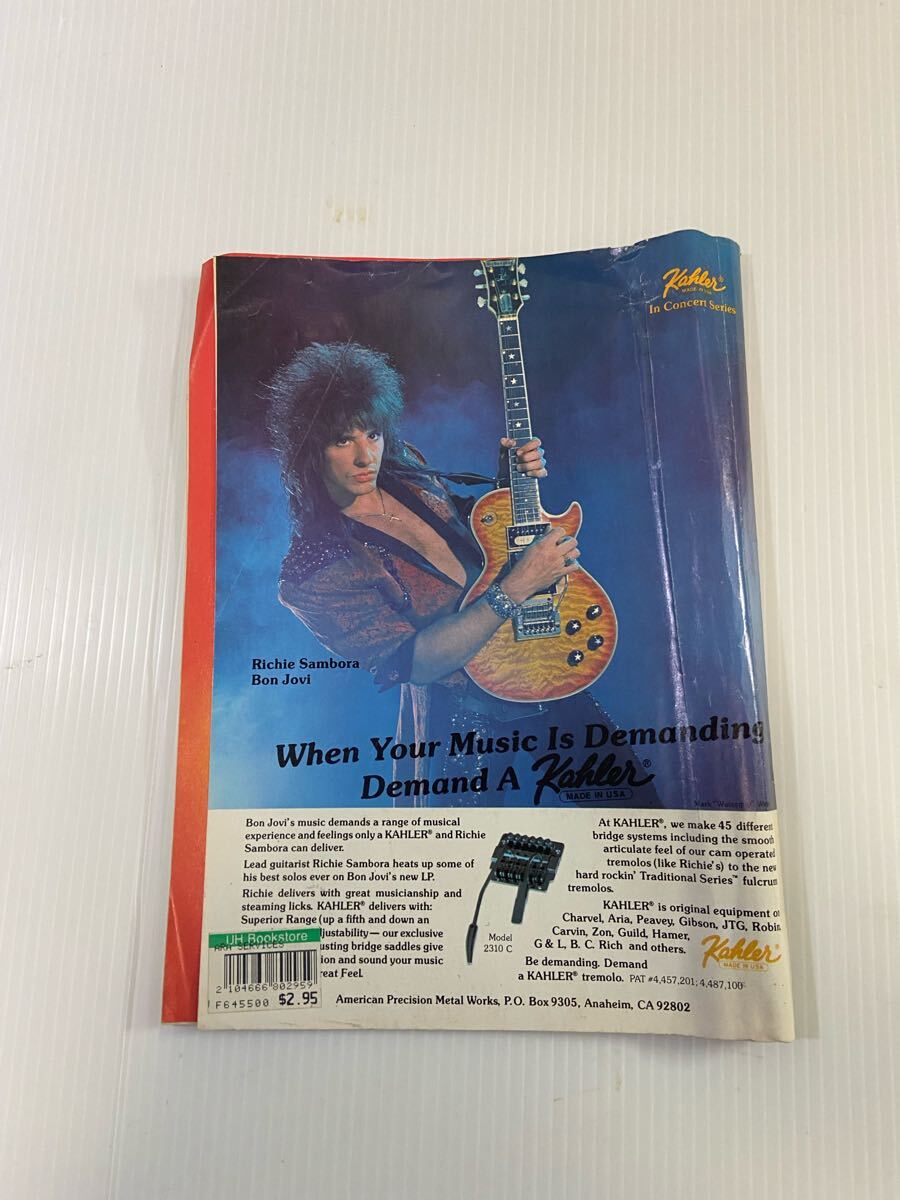 Kahler®
MADE IN USA
In Concert Series
Richie Sambora
Bon Jovi
When Your Music Is Demanding
Demand A Kahler®
MADE IN USA
Mark
Bon Jovi's music demands a range of musical
experience and feelings only a KAHLER® and Richie
Sambora can deliver.
Lead guitarist Richie Sambora heats up some of
his best solos ever on Bon Jovi's new LP.
Richie delivers with great musicianship and
steaming licks. KAHLER® delivers with:
Superior Range (up a fifth and down an
justability — our exclusive
usting bridge saddles give
ion and sound your music
reat Feel.
UH Bookstore
ARA SERVICES
2 104666 802959
F645500 $2.95
Model
2310 C
At KAHLER®, we make 45 different
bridge systems including the smooth
articulate feel of our cam operated
tremolos (like Richie's) to the new
hard rockin' Traditional Series™ fulcrum
tremolos.
KAHLER® is original equipment on
Charvel, Aria, Peavey, Gibson, JTG, Robin,
Carvin, Zon, Guild, Hamer,
G & L, B. C. Rich and others.
Be demanding. Demand
a KAHLER® tremolo. PAT #4,457,201; 4,487,100
Kahler®
MADE IN USA
American Precision Metal Works, P.O. Box 9305, Anaheim, CA 92802